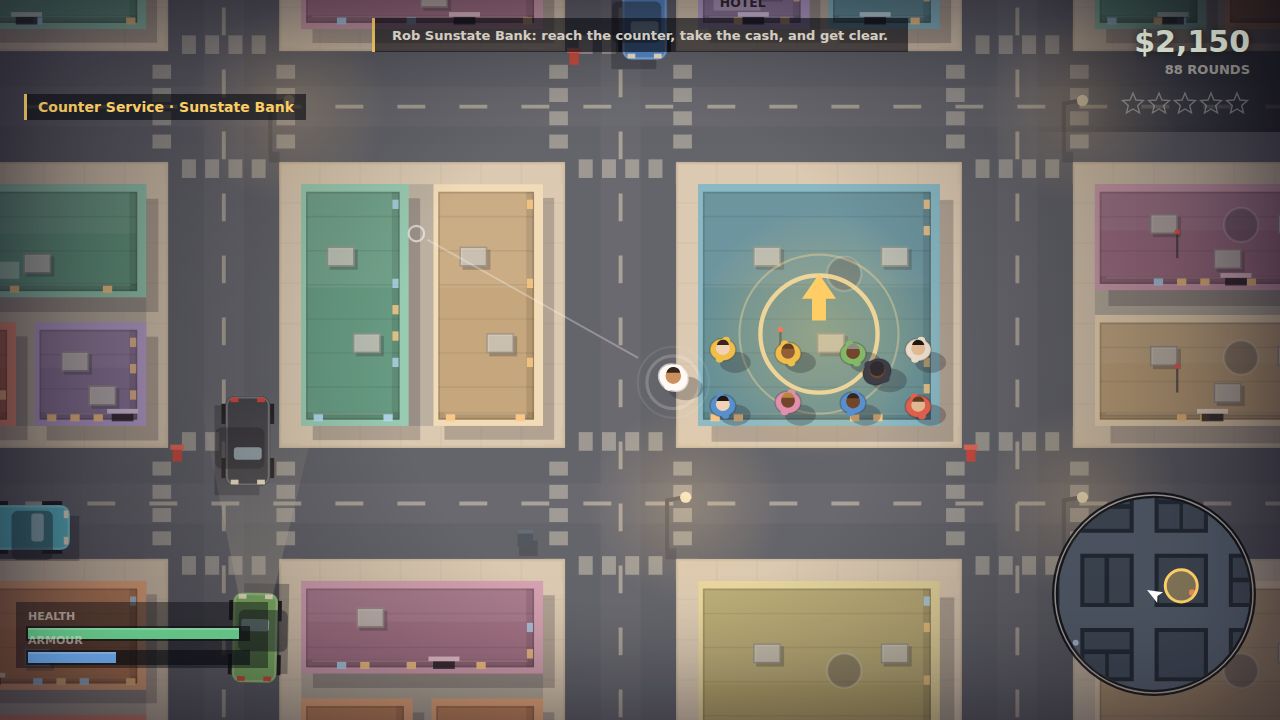 HOTEL
Rob Sunstate Bank: reach the counter, take the cash, and get clear.
$2,150
88 ROUNDS
Counter Service · Sunstate Bank
HEALTH
ARMOUR